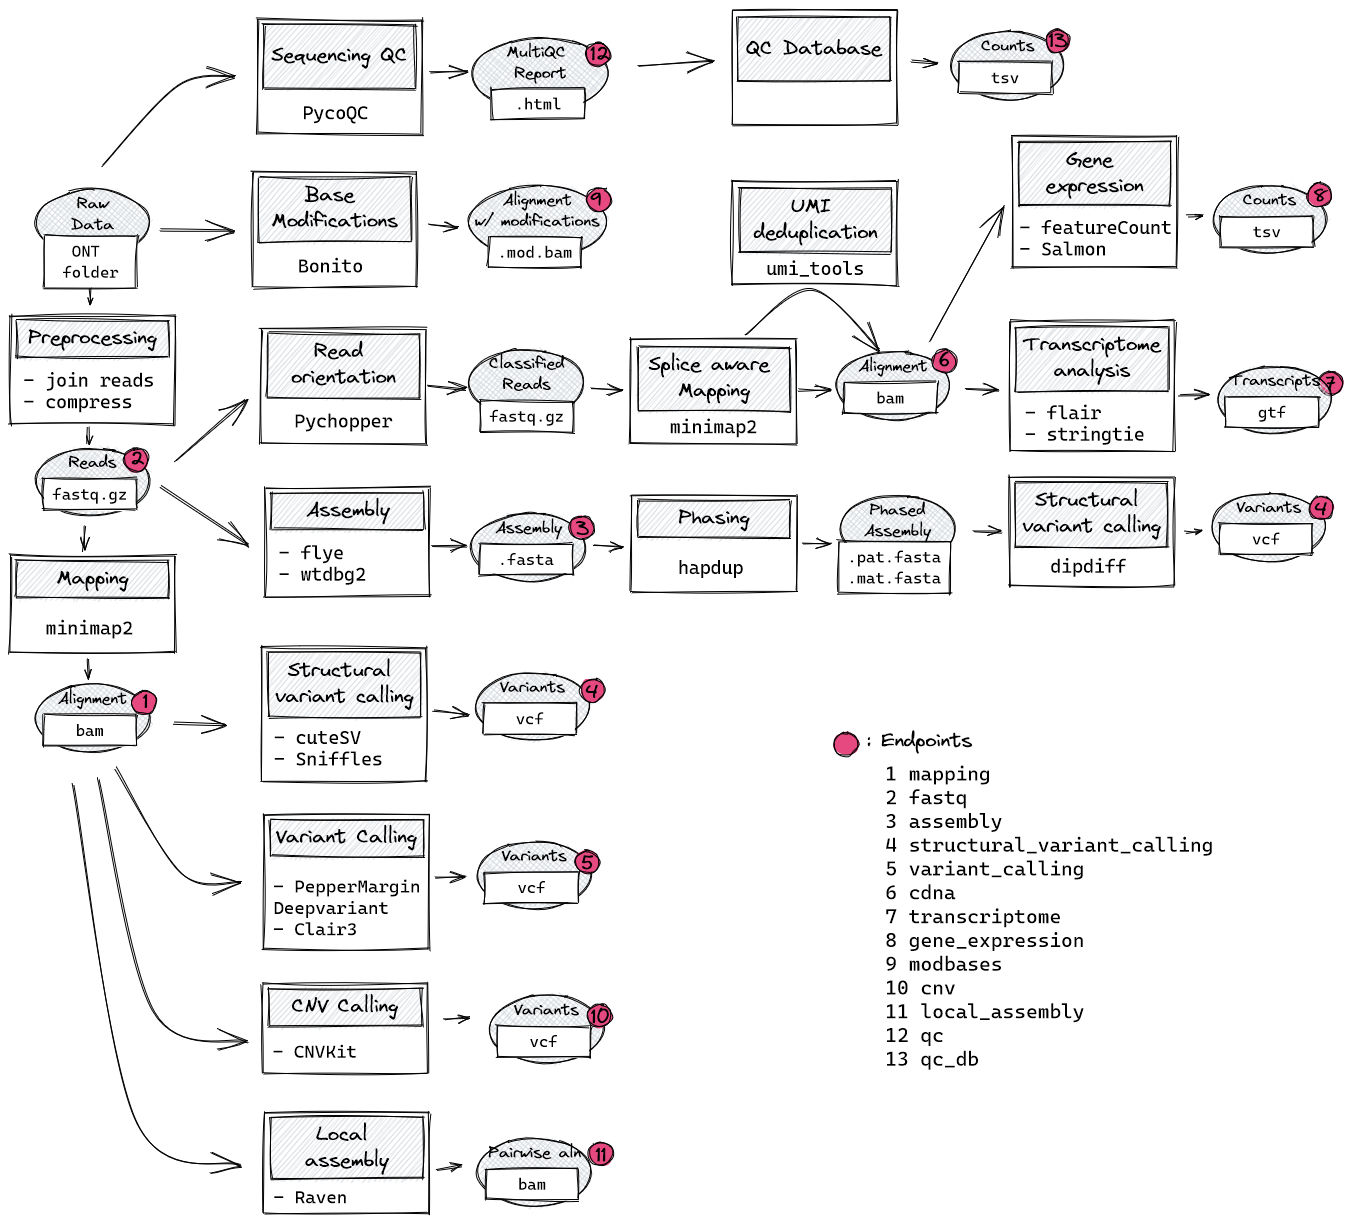 Sequencing QC
PycoQC
MultiQC
Report
12
.html
QC Database
Counts
13
tsv
Raw
Data
ONT
folder
Base
Modifications
Bonito
Alignment
w/ modifications
9
.mod.bam
UMI
deduplication
umi_tools
Gene
expression
- featureCount
- Salmon
Counts
8
tsv
Preprocessing
- join reads
- compress
Read
orientation
Pychopper
Classified
Reads
fastq.gz
Splice aware
Mapping
minimap2
Alignment
6
bam
Transcriptome
analysis
- flair
- stringtie
Transcripts
7
gtf
Reads
2
fastq.gz
Assembly
- flye
- wtdbg2
Assembly
3
.fasta
Phasing
hapdup
Phased
Assembly
.pat.fasta
.mat.fasta
Structural
variant calling
dipdiff
Variants
4
vcf
Mapping
minimap2
Alignment
1
bam
Structural
variant calling
- cuteSV
- Sniffles
Variants
4
vcf
Variant Calling
- PepperMargin
Deepvariant
- Clair3
Variants
5
vcf
CNV Calling
- CNVKit
Variants
10
vcf
Local
assembly
- Raven
Pairwise aln
11
bam
: Endpoints
1 mapping
2 fastq
3 assembly
4 structural_variant_calling
5 variant_calling
6 cdna
7 transcriptome
8 gene_expression
9 modbases
10 cnv
11 local_assembly
12 qc
13 qc_db